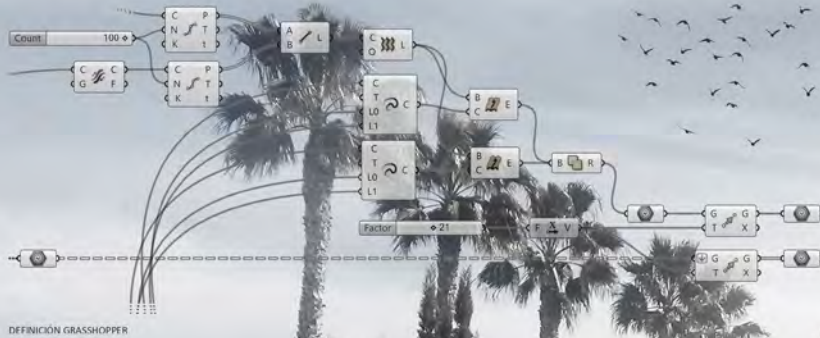 C P
N T
K t
Count 100
A L
B
C L
Q
C C
G F
C P
N T
K t
C
T C
L0
L1
B E
C
C
T C
L0
L1
B E
C
B R
Factor 21
F X V
G G
T X
G G
T X
DEFINICIÓN GRASSHOPPER